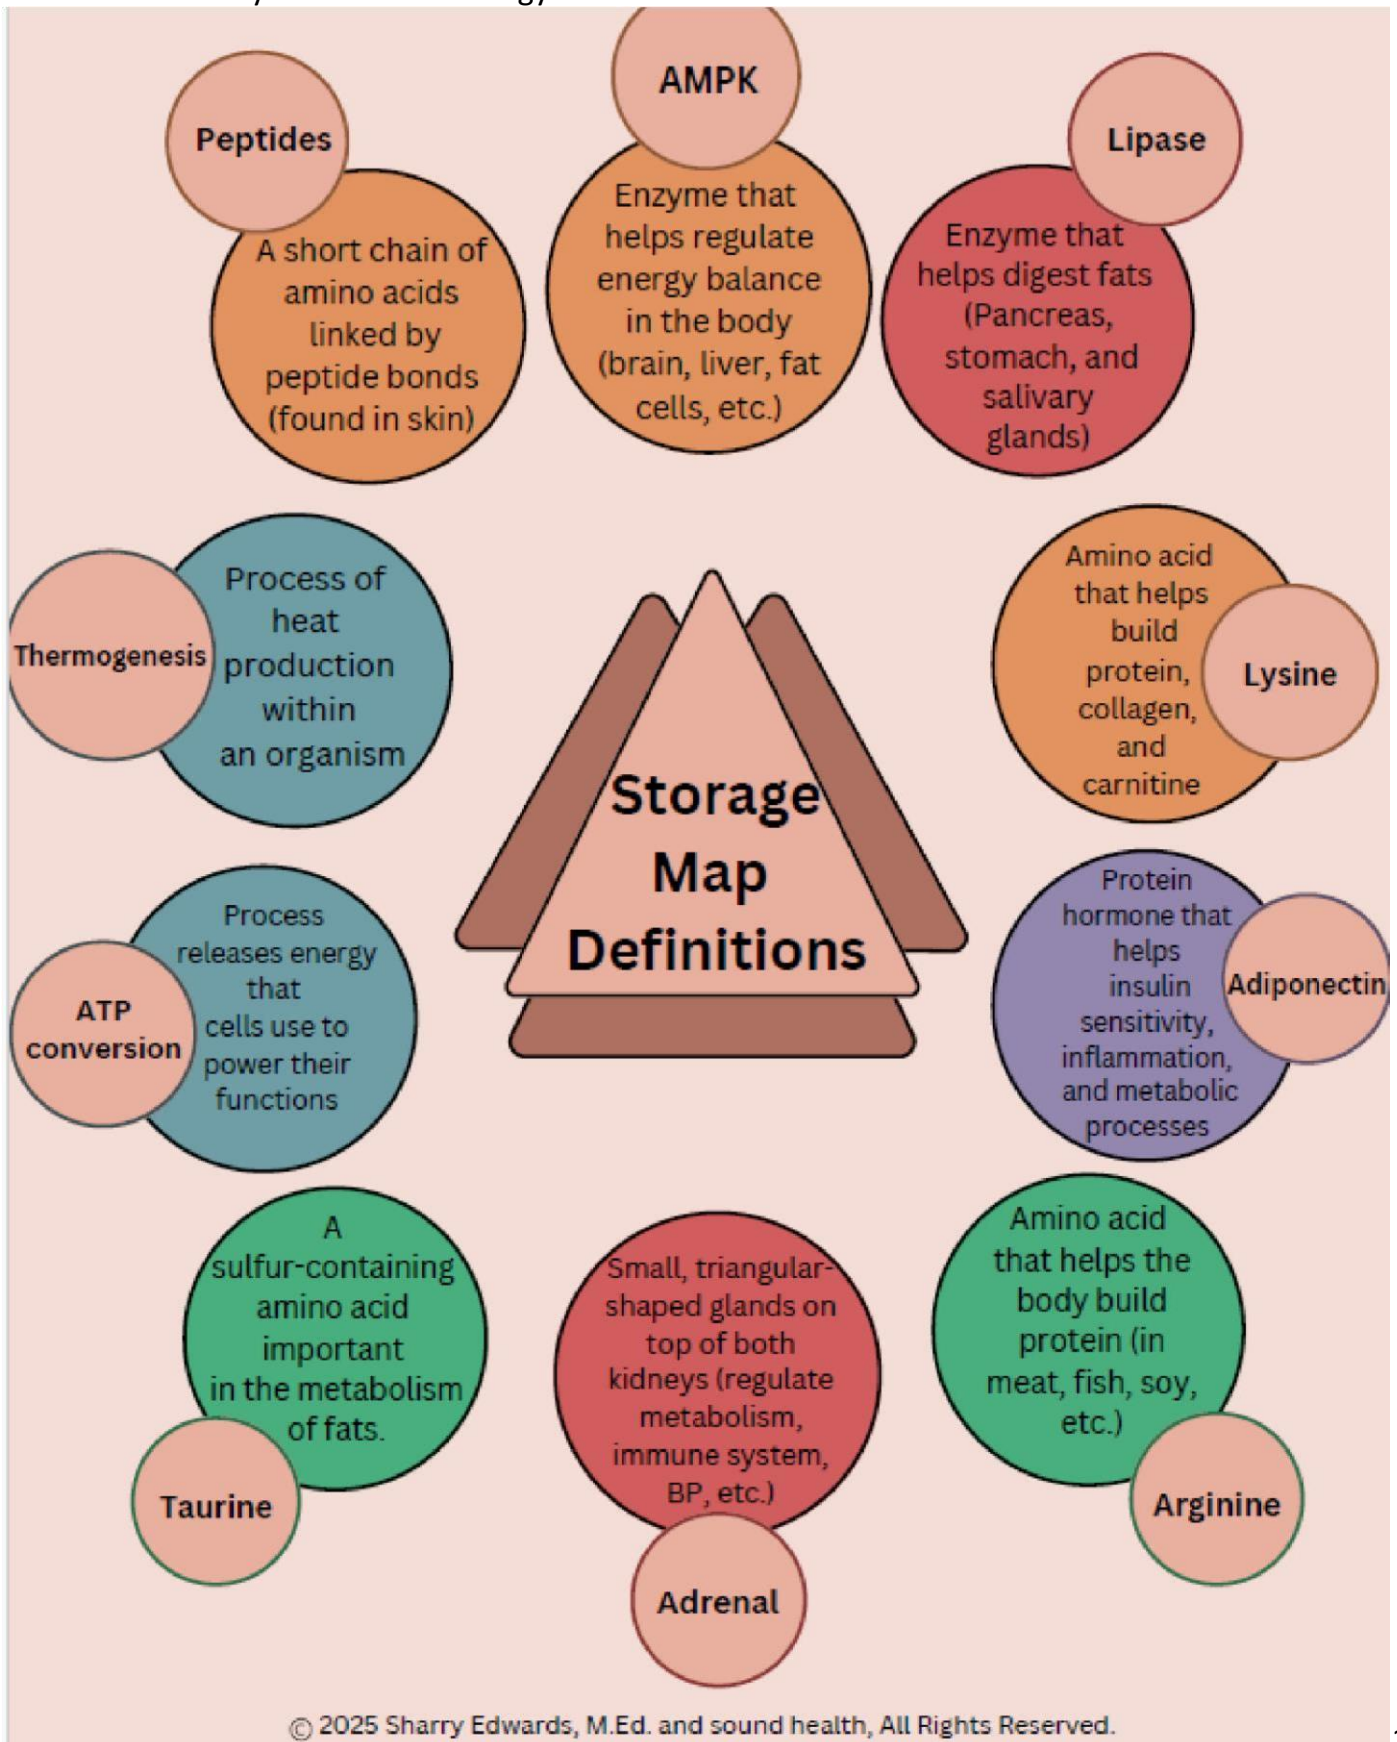 Peptides
A short chain of
amino acids
linked by
peptide bonds
(found in skin)
AMPK
Enzyme that
helps regulate
energy balance
in the body
(brain, liver, fat
cells, etc.)
Lipase
Enzyme that
helps digest fats
(Pancreas,
stomach, and
salivary
glands)
Thermogenesis
Process of
heat
production
within
an organism
Storage
Map
Definitions
Amino acid
that helps
build
protein,
collagen,
and
carnitine
Lysine
ATP
conversion
Process
releases energy
that
cells use to
power their
functions
Protein
hormone that
helps
insulin
sensitivity,
inflammation,
and metabolic
processes
Adiponectin
A
sulfur-containing
amino acid
important
in the metabolism
of fats.
Taurine
Small, triangular-
shaped glands on
top of both
kidneys (regulate
metabolism,
immune system,
BP, etc.)
Adrenal
Amino acid
that helps the
body build
protein (in
meat, fish, soy,
etc.)
Arginine
© 2025 Sharry Edwards, M.Ed. and sound health, All Rights Reserved.